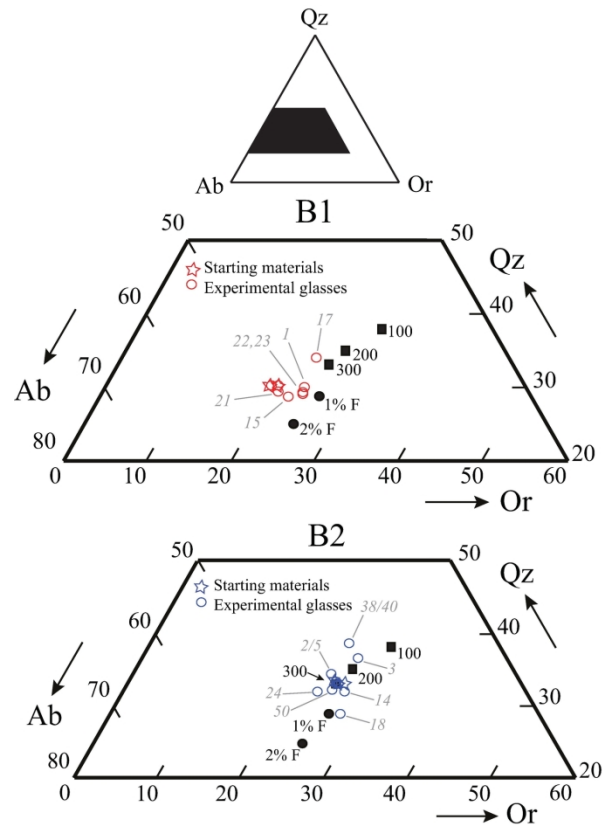 Qz
Ab
Or
B1
50
50
Qz
Starting materials
Experimental glasses
60
40
17
100
1
22,23
200
300
70
30
Ab
21
1% F
15
2% F
80
20
0
10
20
30
40
50
60
Or
B2
50
50
Qz
Starting materials
Experimental glasses
38/40
60
40
2/5
100
3
300
200
24
14
70
30
Ab
50
1% F
18
2% F
80
20
0
10
20
30
40
50
60
Or